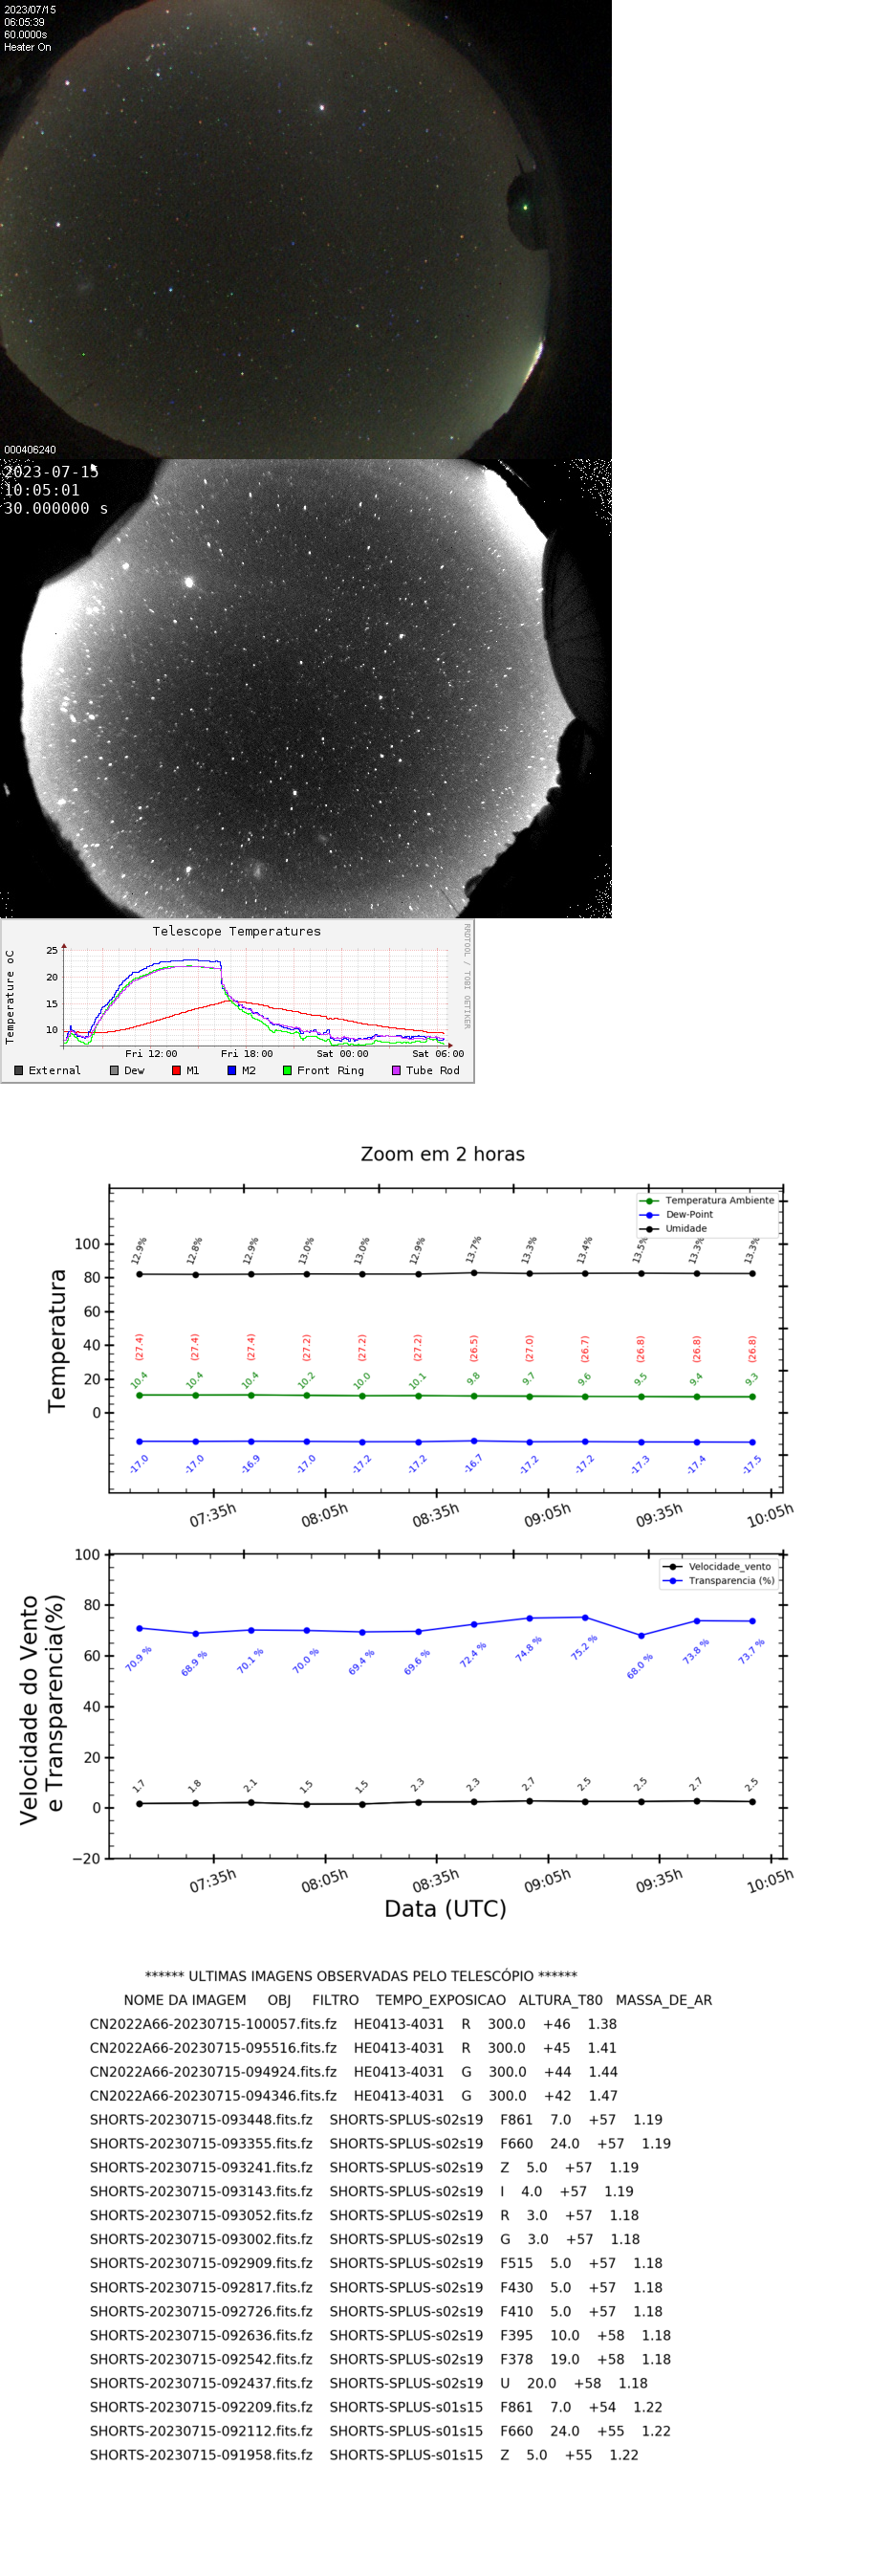 2023/07/15
06:05:39
60.0000s
Heater On
000406240
2023-07-15
10:05:01
30.000000 s
Telescope Temperatures
RRDTOOL / TOBI OETIKER
Temperature oC
25
20
15
10
Fri 12:00 Fri 18:00 Sat 00:00 Sat 06:00
External Dew M1 M2 Front Ring Tube Rod
Zoom em 2 horas
Temperatura Ambiente
Dew-Point
Umidade
Temperatura
100
80
60
40
20
0
12.9% 12.8% 12.9% 13.0% 13.0% 12.9% 13.7% 13.3% 13.4% 13.5% 13.3% 13.3%
(27.4) (27.4) (27.4) (27.2) (27.2) (27.2) (26.5) (27.0) (26.7) (26.8) (26.8) (26.8)
10.4 10.4 10.4 10.2 10.0 10.1 9.8 9.7 9.6 9.5 9.4 9.3
-17.0 -17.0 -16.9 -17.0 -17.2 -17.2 -16.7 -17.2 -17.2 -17.3 -17.4 -17.5
07:35h 08:05h 08:35h 09:05h 09:35h 10:05h
Velocidade_vento
Transparencia (%)
Velocidade do Vento
e Transparencia(%)
100
80
60
40
20
0
−20
70.9 % 68.9 % 70.1 % 70.0 % 69.4 % 69.6 % 72.4 % 74.8 % 75.2 % 68.0 % 73.8 % 73.7 %
1.7 1.8 2.1 1.5 1.5 2.3 2.3 2.7 2.5 2.5 2.7 2.5
07:35h 08:05h 08:35h 09:05h 09:35h 10:05h
Data (UTC)
****** ULTIMAS IMAGENS OBSERVADAS PELO TELESCÓPIO ******
NOME DA IMAGEM OBJ FILTRO TEMPO_EXPOSICAO ALTURA_T80 MASSA_DE_AR
CN2022A66-20230715-100057.fits.fz HE0413-4031 R 300.0 +46 1.38
CN2022A66-20230715-095516.fits.fz HE0413-4031 R 300.0 +45 1.41
CN2022A66-20230715-094924.fits.fz HE0413-4031 G 300.0 +44 1.44
CN2022A66-20230715-094346.fits.fz HE0413-4031 G 300.0 +42 1.47
SHORTS-20230715-093448.fits.fz SHORTS-SPLUS-s02s19 F861 7.0 +57 1.19
SHORTS-20230715-093355.fits.fz SHORTS-SPLUS-s02s19 F660 24.0 +57 1.19
SHORTS-20230715-093241.fits.fz SHORTS-SPLUS-s02s19 Z 5.0 +57 1.19
SHORTS-20230715-093143.fits.fz SHORTS-SPLUS-s02s19 I 4.0 +57 1.19
SHORTS-20230715-093052.fits.fz SHORTS-SPLUS-s02s19 R 3.0 +57 1.18
SHORTS-20230715-093002.fits.fz SHORTS-SPLUS-s02s19 G 3.0 +57 1.18
SHORTS-20230715-092909.fits.fz SHORTS-SPLUS-s02s19 F515 5.0 +57 1.18
SHORTS-20230715-092817.fits.fz SHORTS-SPLUS-s02s19 F430 5.0 +57 1.18
SHORTS-20230715-092726.fits.fz SHORTS-SPLUS-s02s19 F410 5.0 +57 1.18
SHORTS-20230715-092636.fits.fz SHORTS-SPLUS-s02s19 F395 10.0 +58 1.18
SHORTS-20230715-092542.fits.fz SHORTS-SPLUS-s02s19 F378 19.0 +58 1.18
SHORTS-20230715-092437.fits.fz SHORTS-SPLUS-s02s19 U 20.0 +58 1.18
SHORTS-20230715-092209.fits.fz SHORTS-SPLUS-s01s15 F861 7.0 +54 1.22
SHORTS-20230715-092112.fits.fz SHORTS-SPLUS-s01s15 F660 24.0 +55 1.22
SHORTS-20230715-091958.fits.fz SHORTS-SPLUS-s01s15 Z 5.0 +55 1.22